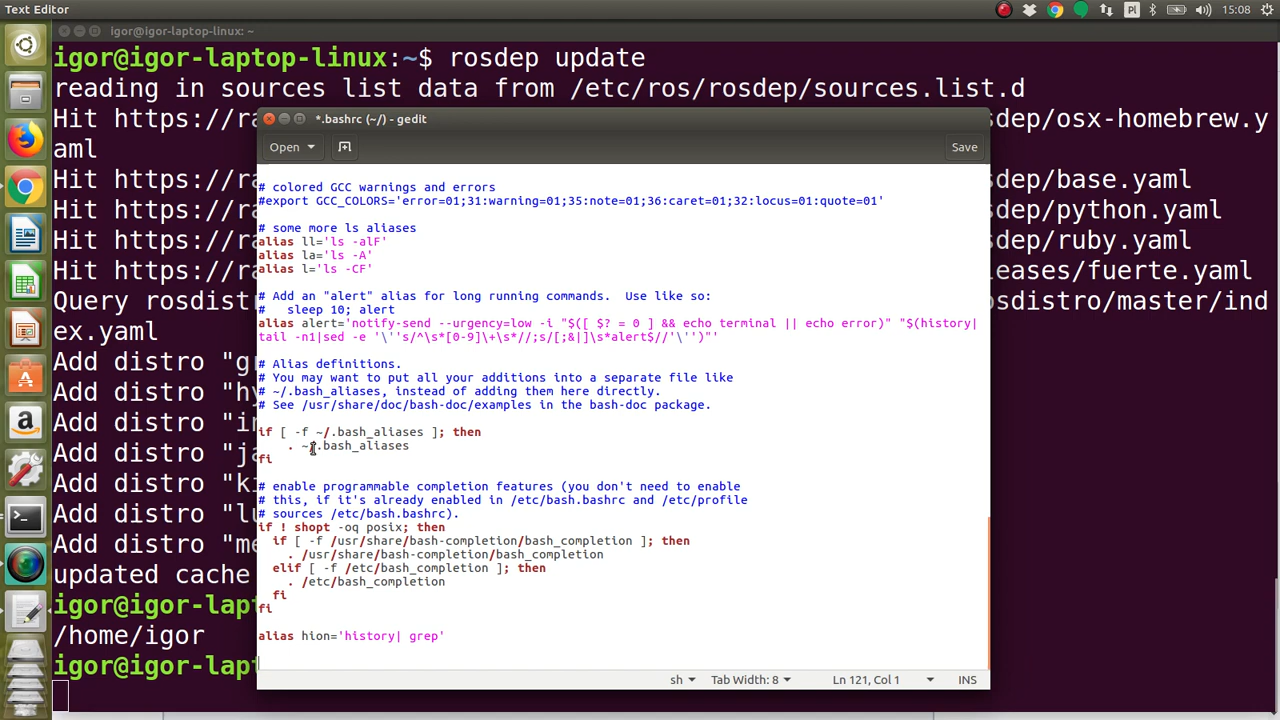 Text Editor
Pl
15:08
igor@igor-laptop-linux: ~
igor@igor-laptop-linux:~$ rosdep update
reading in sources list data from /etc/ros/rosdep/sources.list.d
Hit https://ra
sdep/osx-homebrew.y
aml
Hit https://ra
sdep/base.yaml
Hit https://ra
sdep/python.yaml
Hit https://ra
sdep/ruby.yaml
Hit https://ra
eleases/fuerte.yaml
Query rosdistr
osdistro/master/ind
ex.yaml
Add distro "g
Add distro "hy
Add distro "i
Add distro "ja
Add distro "k
Add distro "lu
Add distro "me
updated cache
igor@igor-lap
/home/igor
igor@igor-lap
*.bashrc (~/) - gedit
Open
Save
# colored GCC warnings and errors
#export GCC_COLORS='error=01;31:warning=01;35:note=01;36:caret=01;32:locus=01:quote=01'
# some more ls aliases
alias ll='ls -alF'
alias la='ls -A'
alias l='ls -CF'
# Add an "alert" alias for long running commands.  Use like so:
#   sleep 10; alert
alias alert='notify-send --urgency=low -i "$([ $? = 0 ] && echo terminal || echo error)" "$(history|
tail -n1|sed -e '\''s/^\s*[0-9]\+\s*//;s/[;&|]\s*alert$//'\'')"'
# Alias definitions.
# You may want to put all your additions into a separate file like
# ~/.bash_aliases, instead of adding them here directly.
# See /usr/share/doc/bash-doc/examples in the bash-doc package.
if [ -f ~/.bash_aliases ]; then
    . ~/.bash_aliases
fi
# enable programmable completion features (you don't need to enable
# this, if it's already enabled in /etc/bash.bashrc and /etc/profile
# sources /etc/bash.bashrc).
if ! shopt -oq posix; then
  if [ -f /usr/share/bash-completion/bash_completion ]; then
    . /usr/share/bash-completion/bash_completion
  elif [ -f /etc/bash_completion ]; then
    . /etc/bash_completion
  fi
fi
alias hion='history| grep'
sh
Tab Width: 8
Ln 121, Col 1
INS